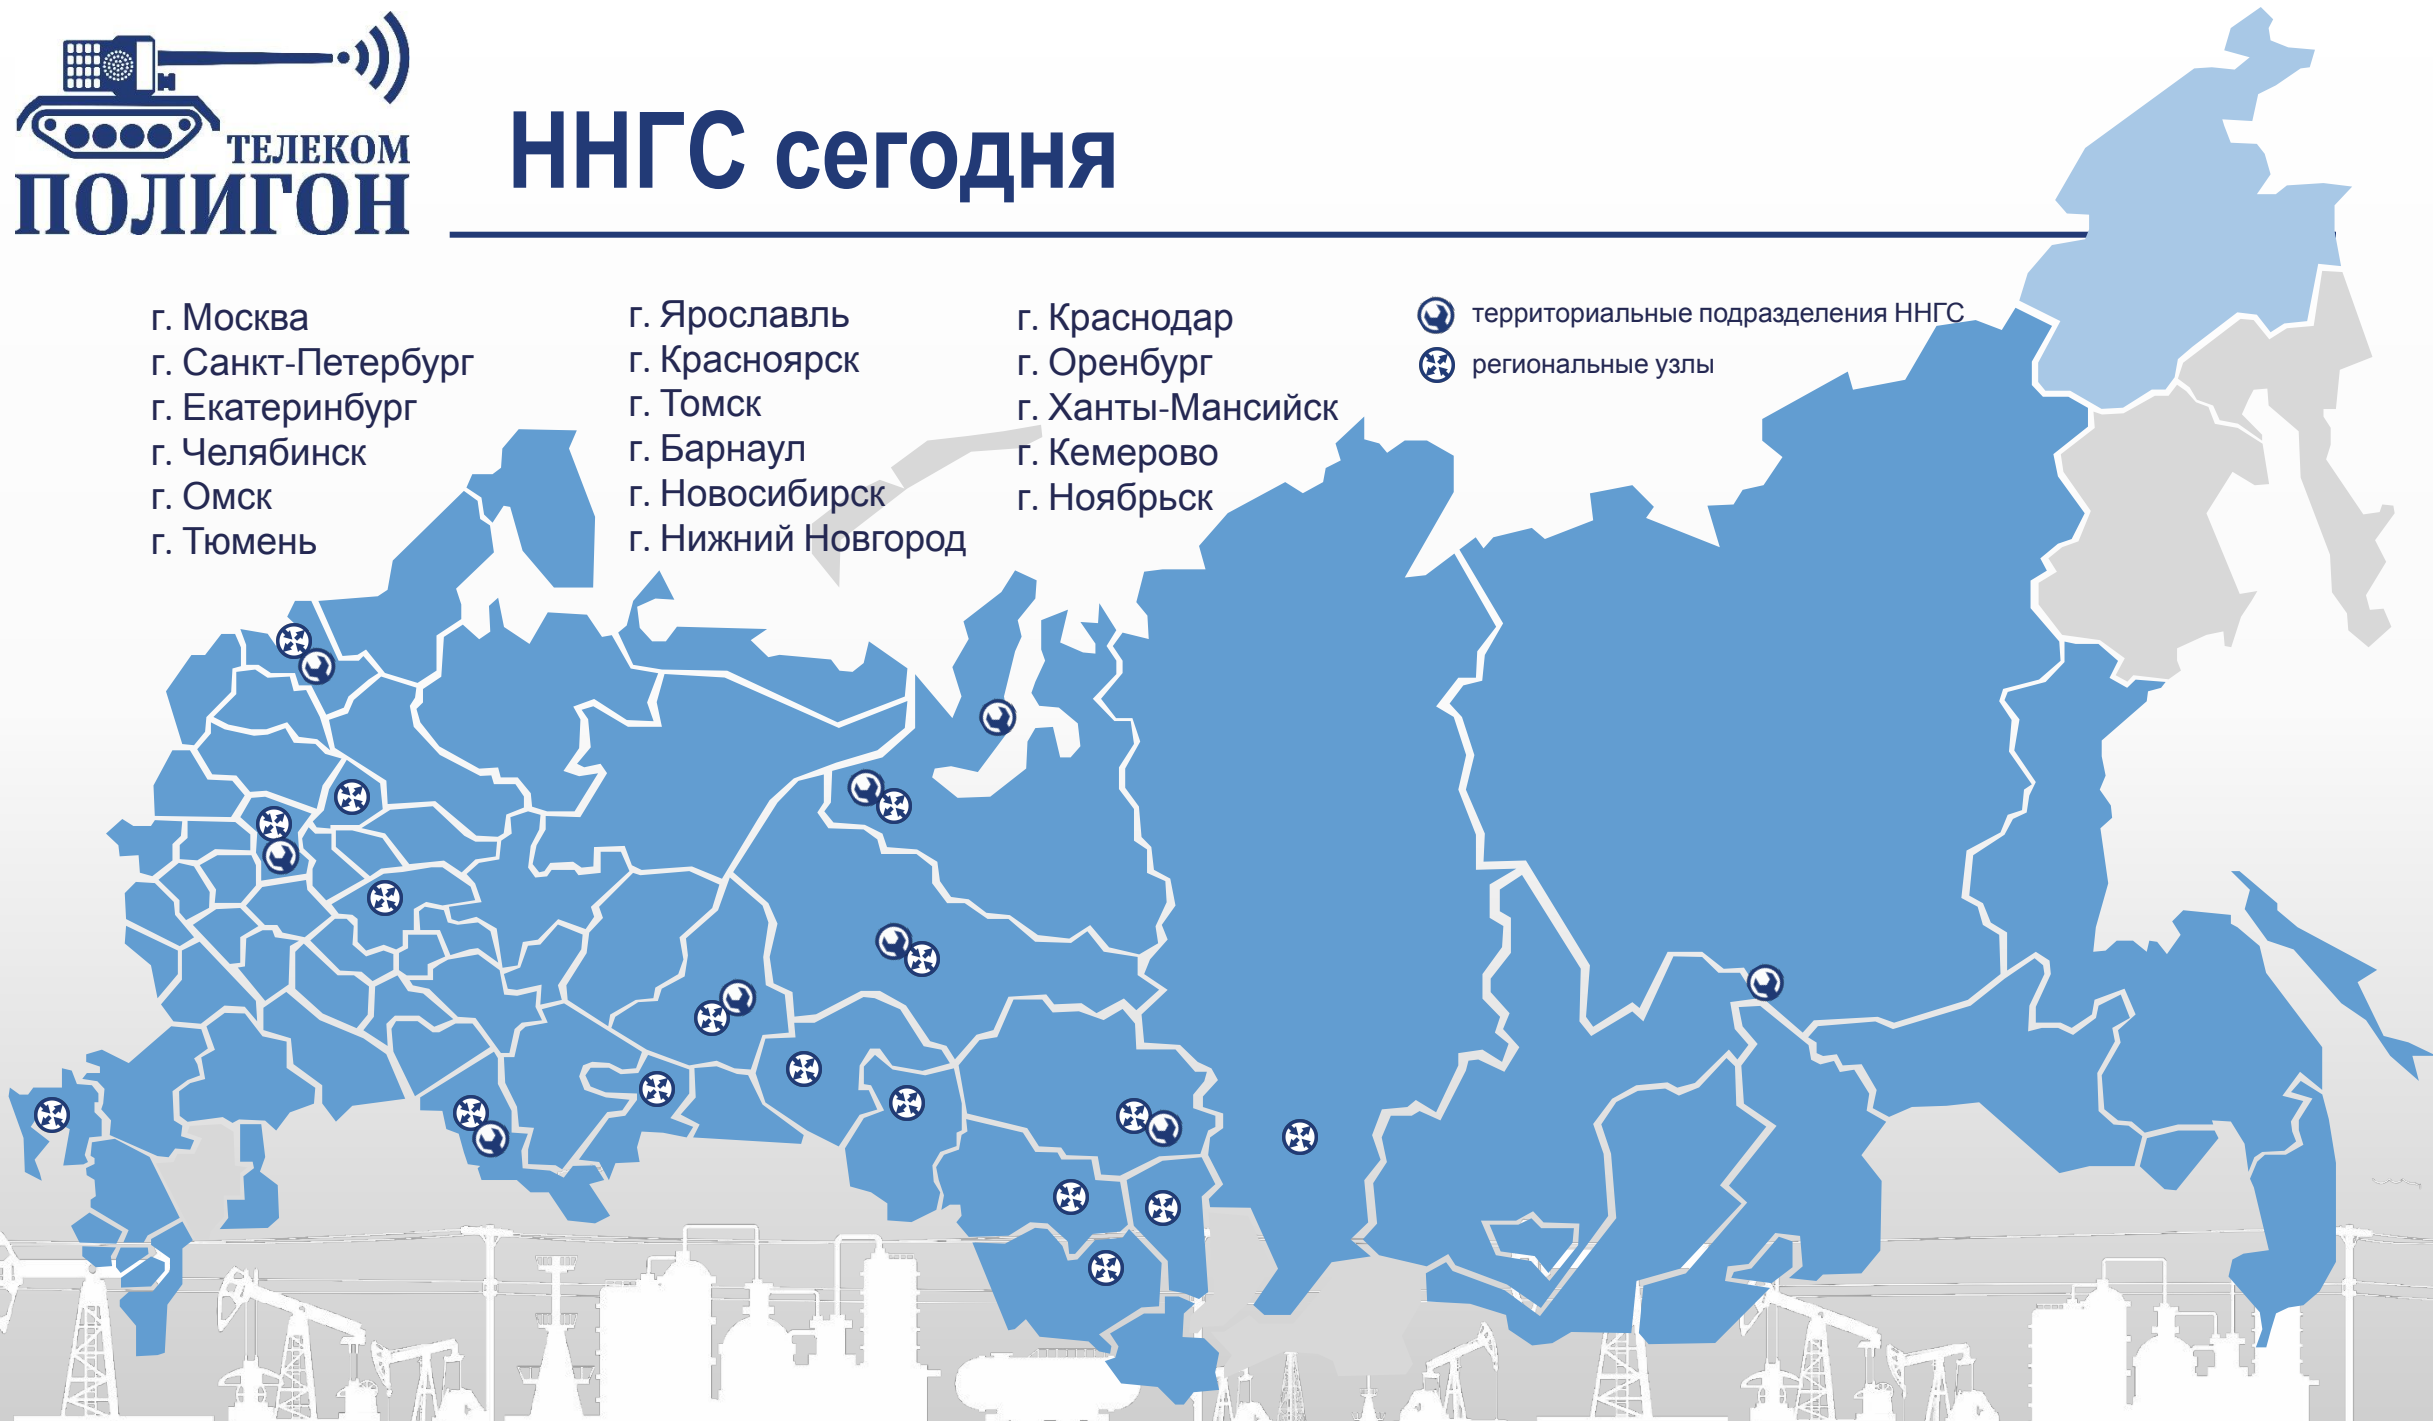 ТЕЛЕКОМ
ПОЛИГОН
ННГС сегодня
г. Москва
г. Санкт-Петербург
г. Екатеринбург
г. Челябинск
г. Омск
г. Тюмень
г. Ярославль
г. Красноярск
г. Томск
г. Барнаул
г. Новосибирск
г. Нижний Новгород
г. Краснодар
г. Оренбург
г. Ханты-Мансийск
г. Кемерово
г. Ноябрьск
территориальные подразделения ННГС
региональные узлы